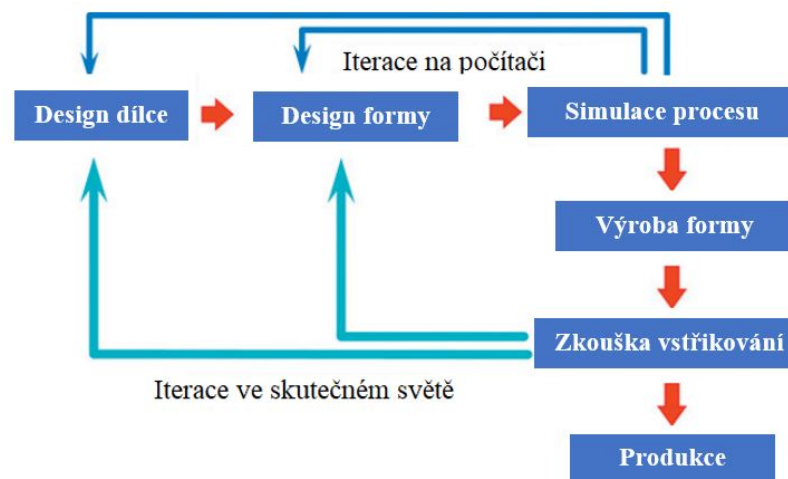 Iterace na počítači
Design dílce
Design formy
Simulace procesu
Výroba formy
Zkouška vstřikování
Iterace ve skutečném světě
Produkce